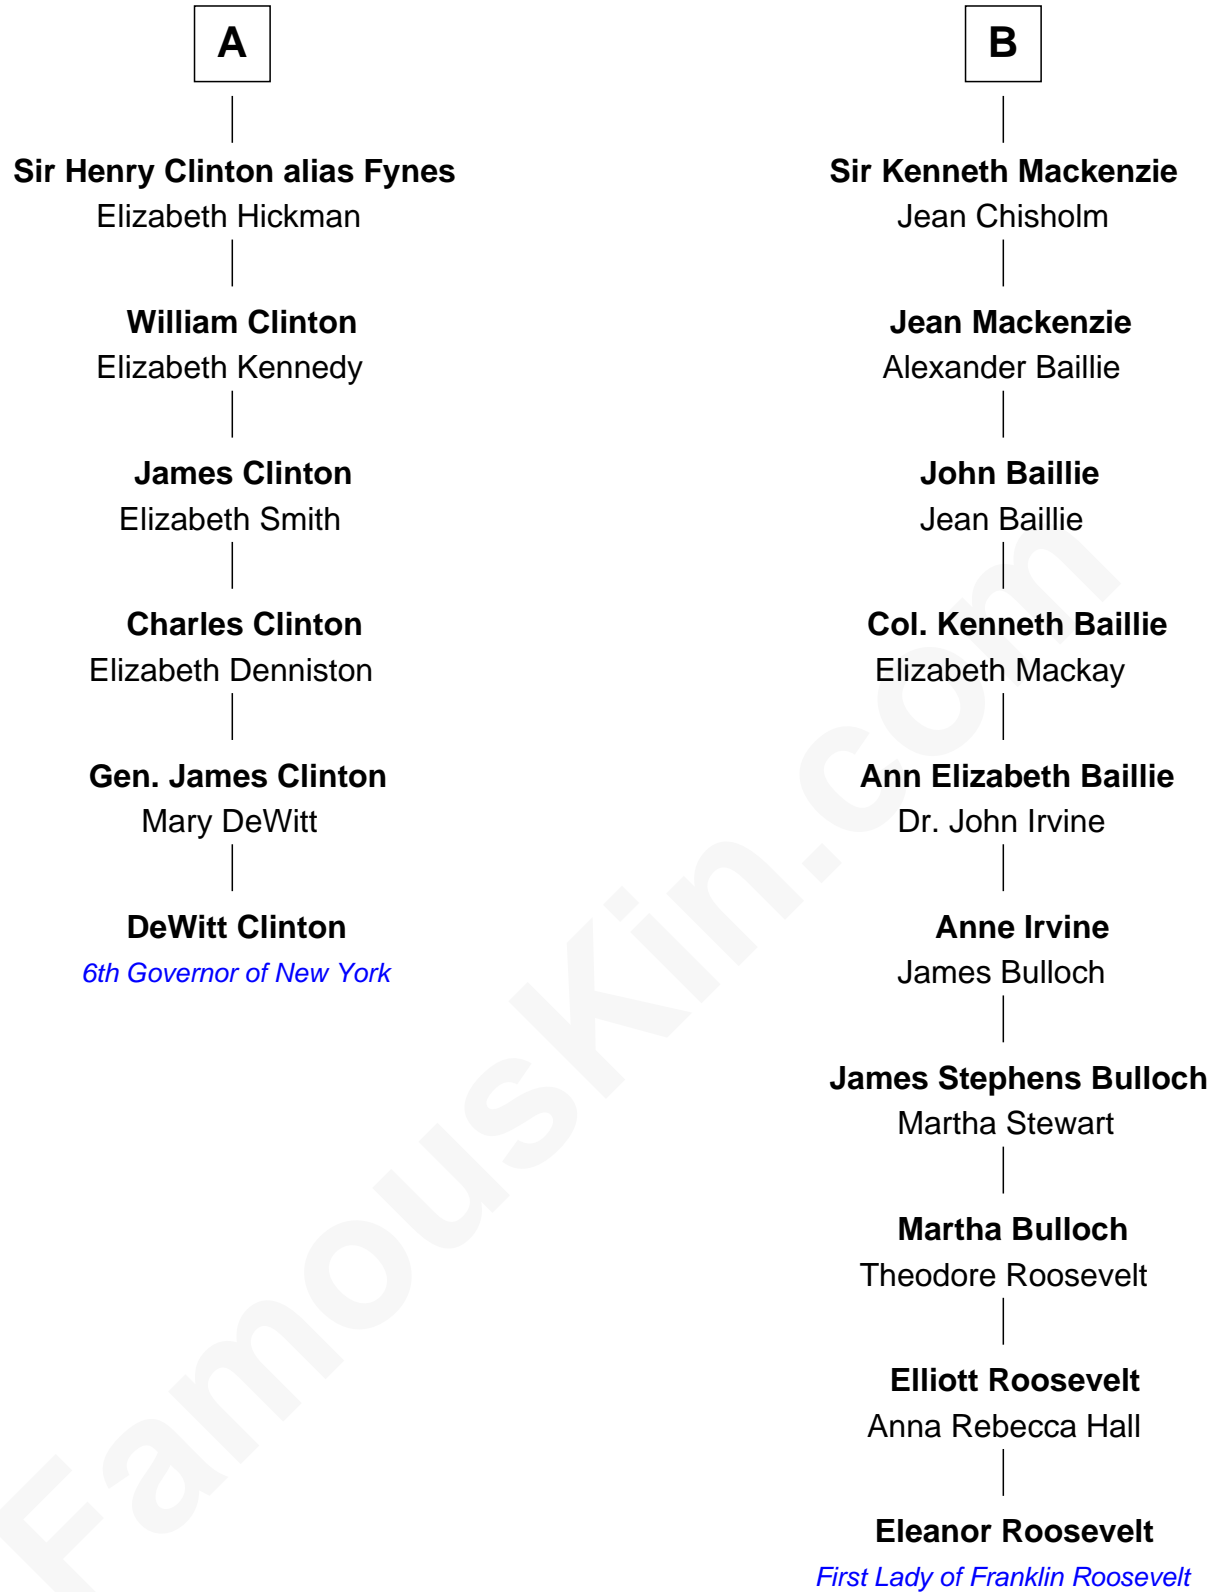 A
Sir Henry Clinton alias Fynes
Elizabeth Hickman
William Clinton
Elizabeth Kennedy
James Clinton
Elizabeth Smith
Charles Clinton
Elizabeth Denniston
Gen. James Clinton
Mary DeWitt
DeWitt Clinton
6th Governor of New York
B
Sir Kenneth Mackenzie
Jean Chisholm
Jean Mackenzie
Alexander Baillie
John Baillie
Jean Baillie
Col. Kenneth Baillie
Elizabeth Mackay
Ann Elizabeth Baillie
Dr. John Irvine
Anne Irvine
James Bulloch
James Stephens Bulloch
Martha Stewart
Martha Bulloch
Theodore Roosevelt
Elliott Roosevelt
Anna Rebecca Hall
Eleanor Roosevelt
First Lady of Franklin Roosevelt
FamousKin.com